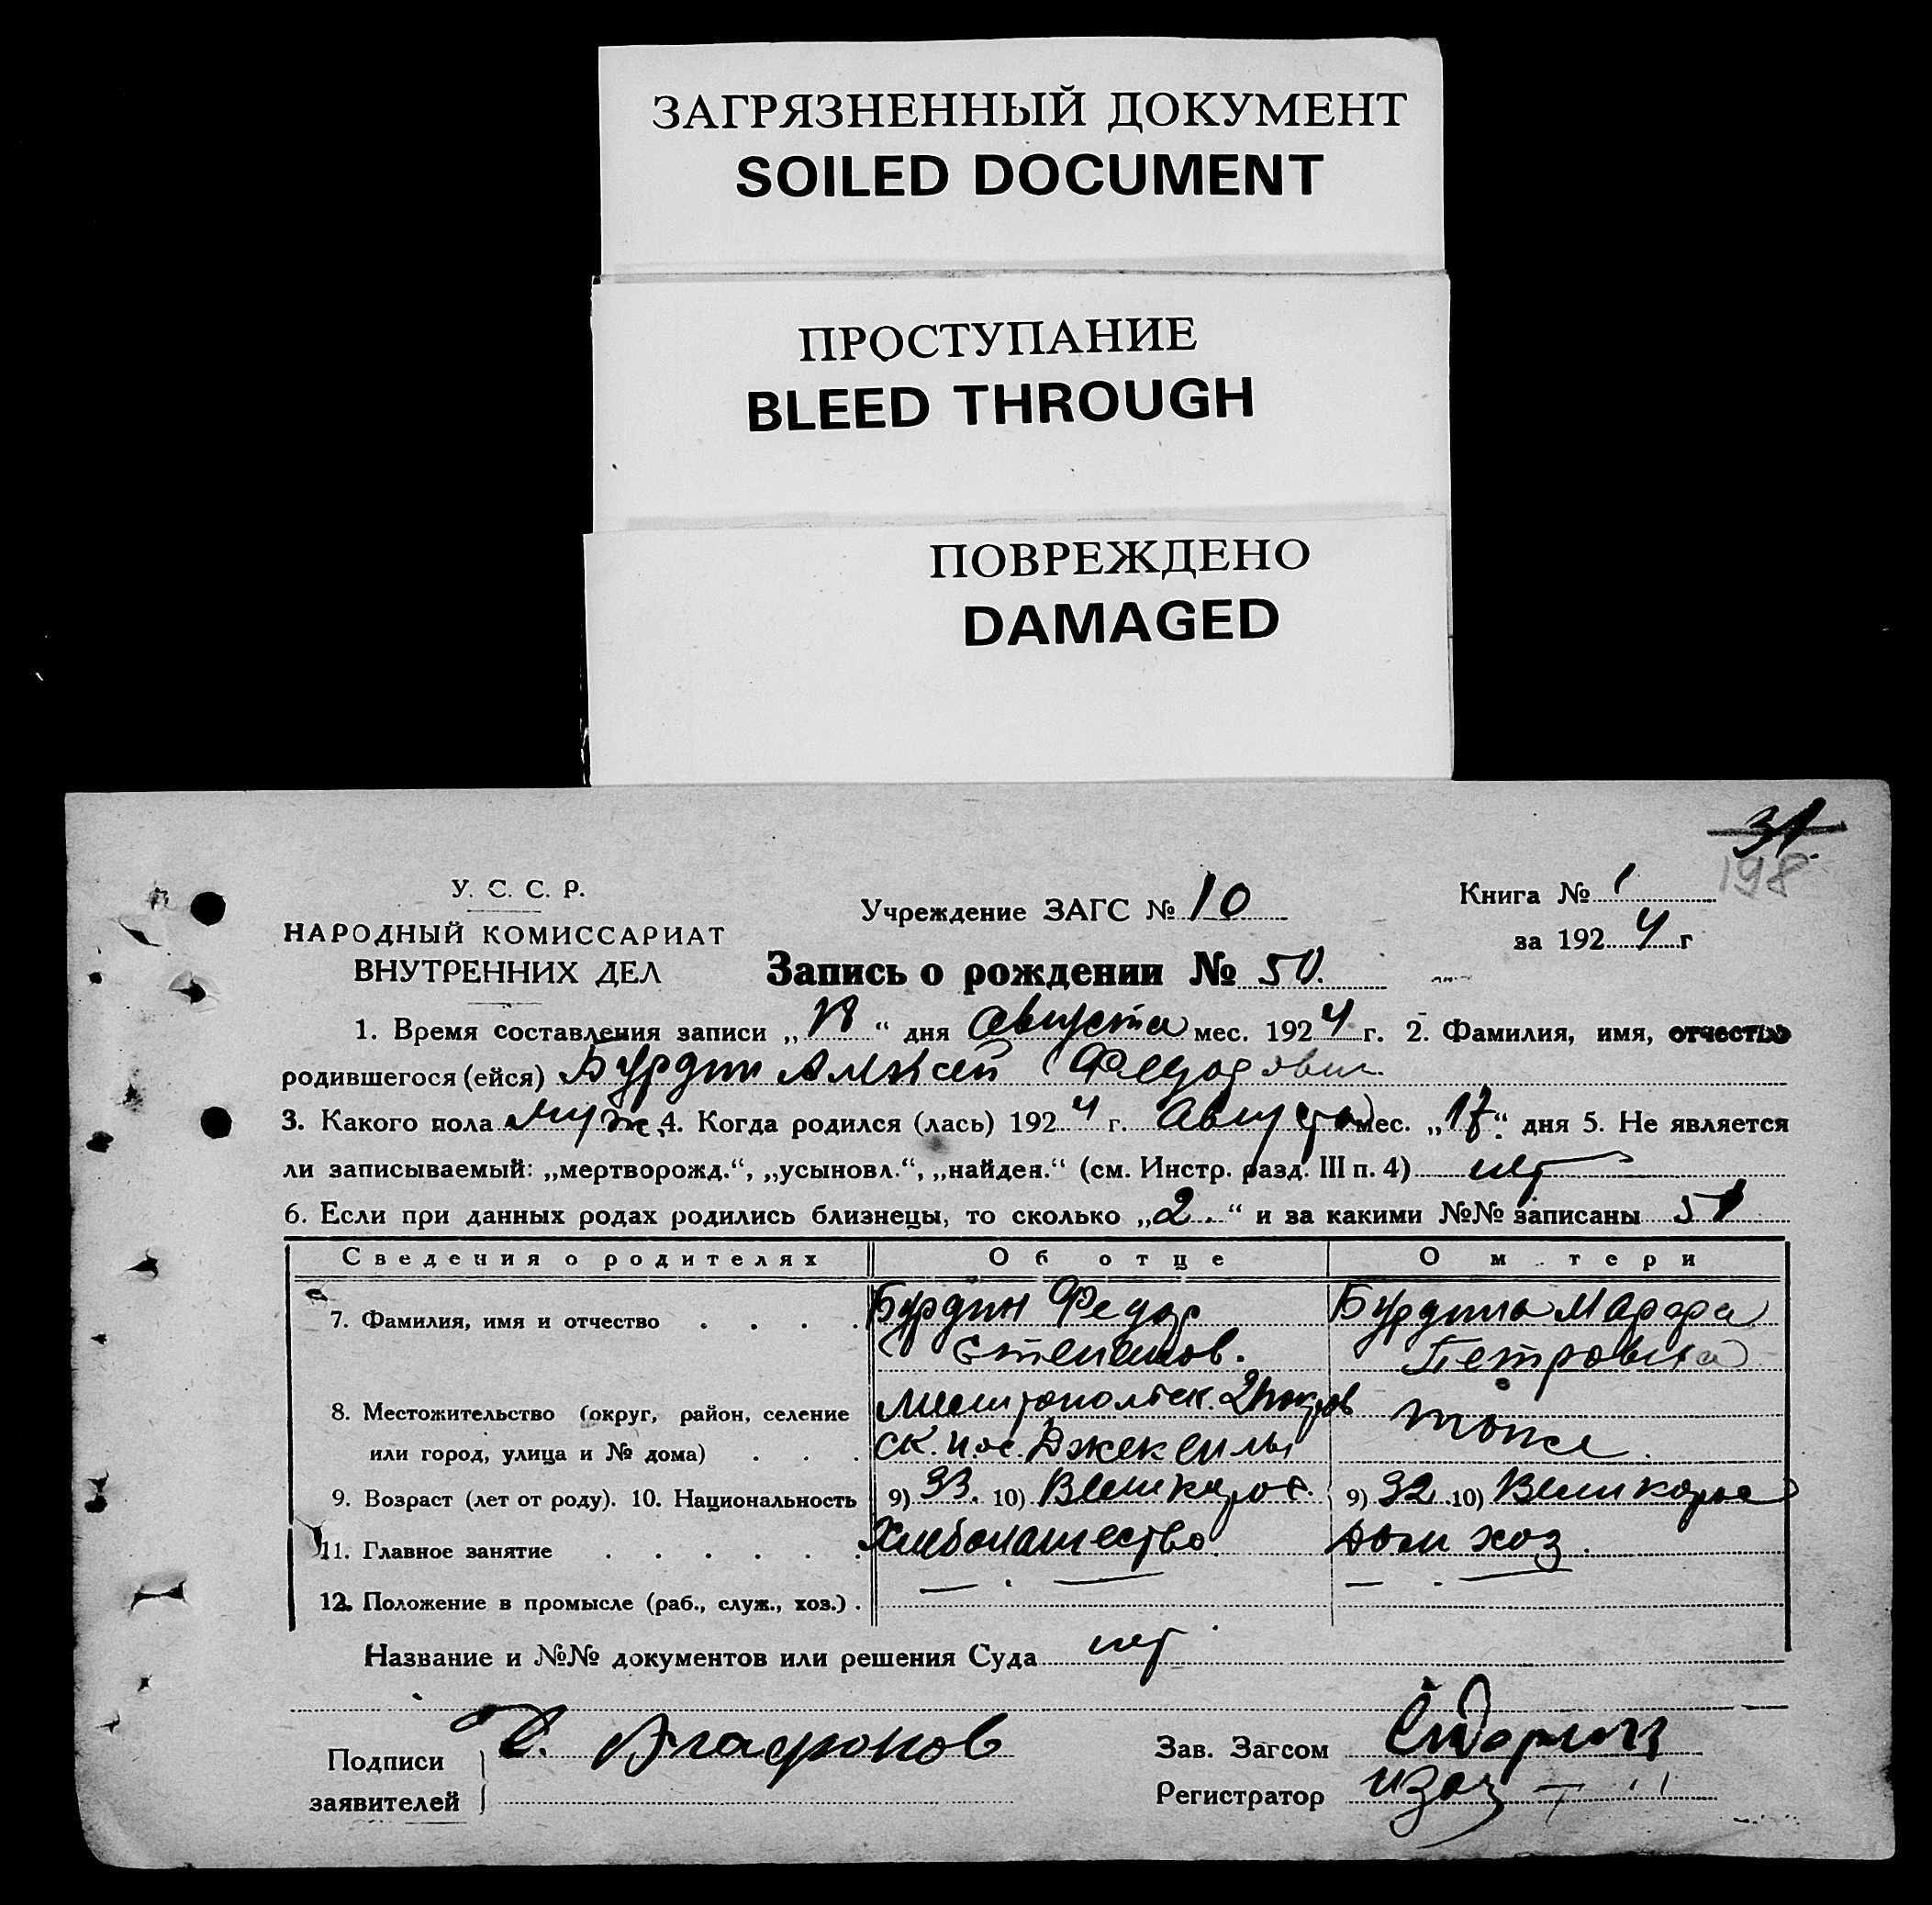 ЗАГРЯЗНЕННЫЙ ДОКУМЕНТ
SOILED DOCUMENT
ПРОСТУПАНИЕ
BLEED THROUGH
ПОВРЕЖДЕНО
DAMAGED
31
198
У. С. С. Р.
НАРОДНЫЙ КОМИССАРИАТ
ВНУТРЕННИХ ДЕЛ
Учреждение ЗАГС № 10
Книга № 1
за 1924 г
Запись о рождении № 50.
1. Время составления записи „18“ дня Августа мес. 1924 г. 2. Фамилия, имя, отчество
родившегося (ейся) Бурдин Алексей Федорович
3. Какого пола муж. 4. Когда родился (лась) 1924 г. Августа мес. „17“ дня 5. Не является
ли записываемый: „мертворожд.“, „усыновл.“, „найден.“ (см. Инстр. разд. III п. 4) нет
6. Если при данных родах родились близнецы, то сколько „2.“ и за какими №№ записаны 51
Сведения о родителях Об отце О м тери
7. Фамилия, имя и отчество Бурдин Федор Бурдина Марфа
Степанов. Петровна
8. Местожительство (округ, район, селение Мелитопольск. 2 Покров тоже.
или город, улица и № дома) ск.
9. Возраст (лет от роду). 10. Национальность 9) 33. 10) Великорос. 9) 32 10) Великорос
11. Главное занятие Хлебопашество Дом хоз.
12. Положение в промысле (раб., служ., хоз.) . — . — — . —
Название и №№ документов или решения Суда нет
Подписи заявителей Агафонов
Зав. Загсом
Регистратор